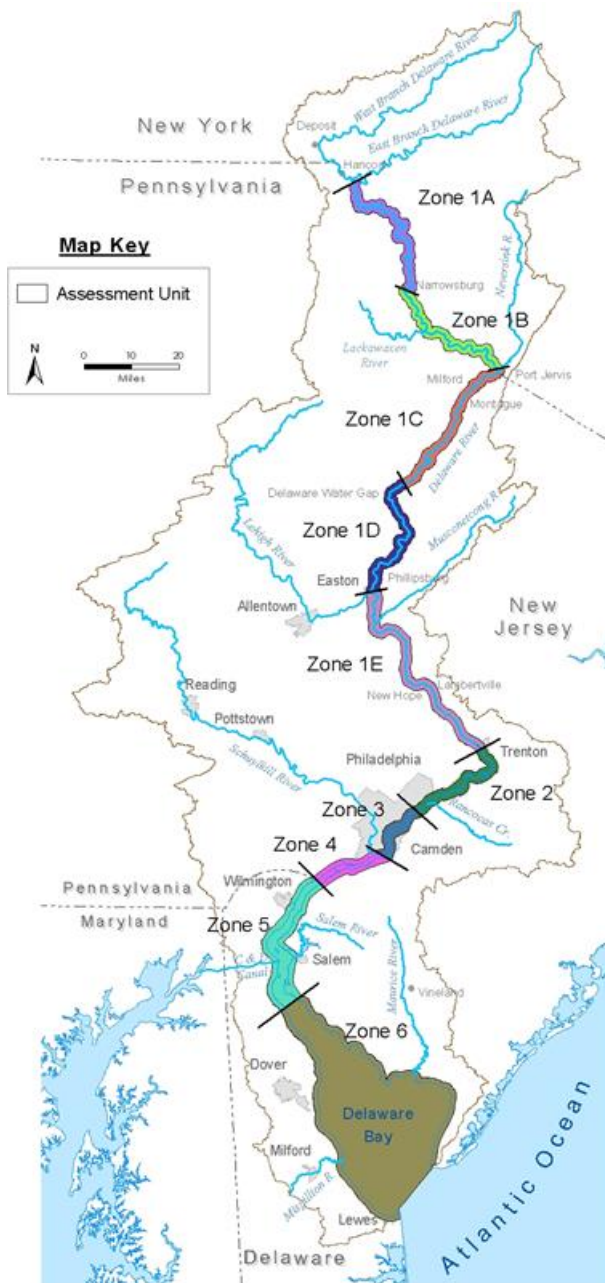 West Branch Delaware River
Deposit
East Branch Delaware River
New York
Hancock
Pennsylvania
Zone 1A
Neversink R.
Map Key
Assessment Unit
N
0 10 20
Miles
Narrowsburg
Zone 1B
Lackawaxen
River
Milford
Port Jervis
Montague
Zone 1C
Delaware River
Delaware Water Gap
Musconetcong R.
Lehigh River
Zone 1D
Easton
Phillipsburg
Allentown
New
Jersey
Zone 1E
Lambertville
New Hope
Reading
Pottstown
Schuylkill River
Trenton
Philadelphia
Zone 2
Zone 3
Rancocas Cr.
Camden
Zone 4
Pennsylvania
Wilmington
Maryland
Zone 5
Salem River
C & D
Canal
Salem
Maurice River
Vineland
Zone 6
Dover
Delaware
Bay
Milford
Mispillion R.
Lewes
Delaware
Atlantic Ocean